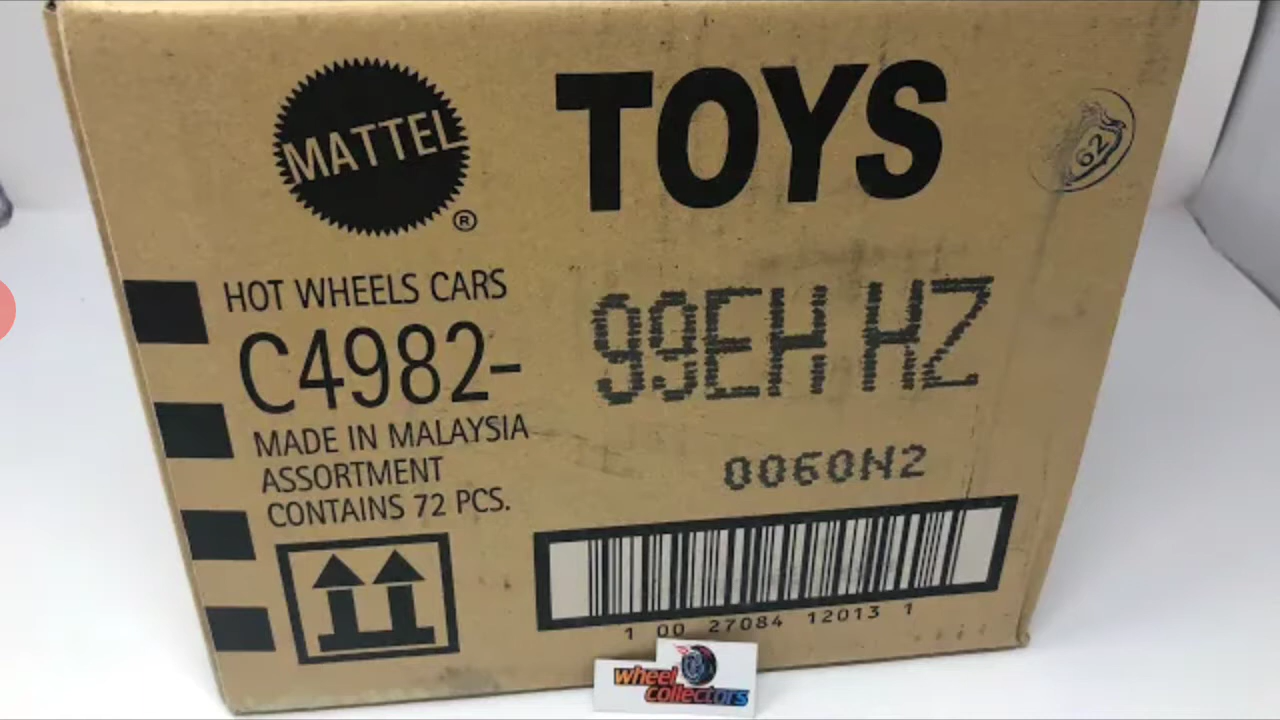 MATTEL®
TOYS
62
HOT WHEELS CARS
C4982-
99EH HZ
MADE IN MALAYSIA
ASSORTMENT
CONTAINS 72 PCS.
0060N2
1 00 27084 12013 1
wheel
collectors